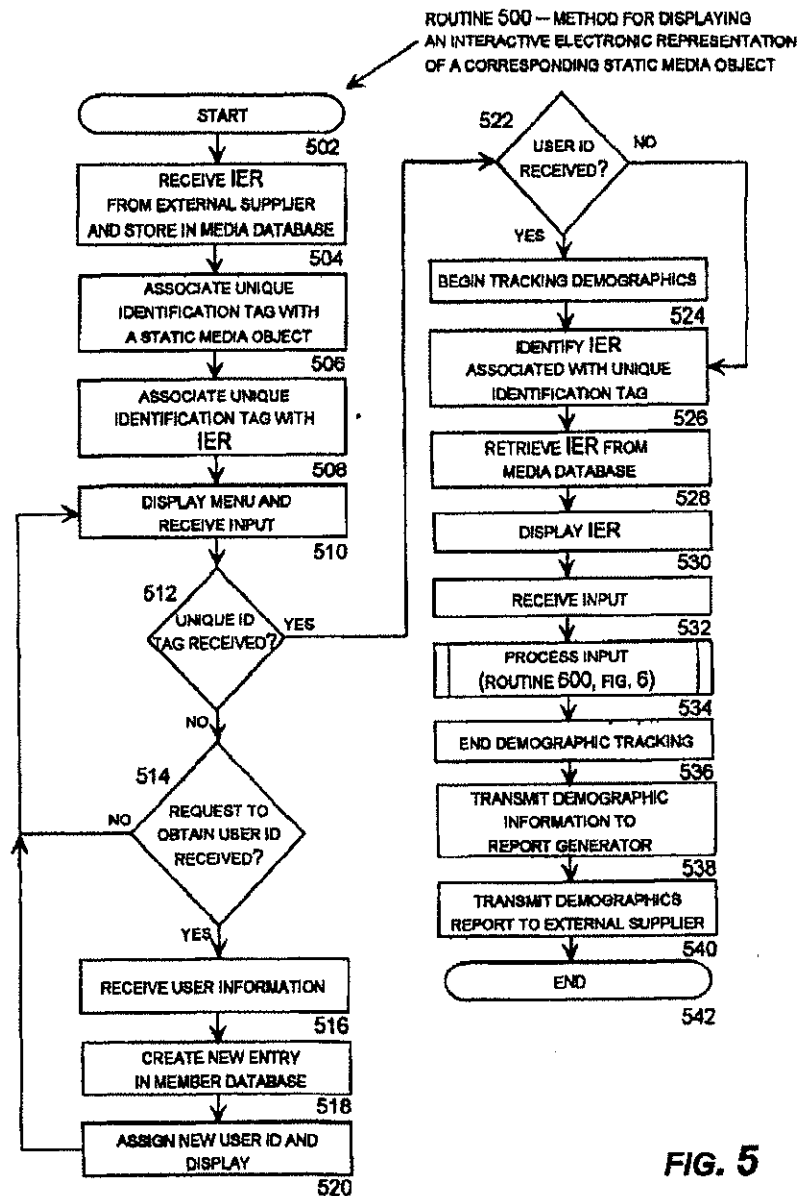 ROUTINE 500 — METHOD FOR DISPLAYING
AN INTERACTIVE ELECTRONIC REPRESENTATION
OF A CORRESPONDING STATIC MEDIA OBJECT
START
502
RECEIVE IER
FROM EXTERNAL SUPPLIER
AND STORE IN MEDIA DATABASE
504
ASSOCIATE UNIQUE
IDENTIFICATION TAG WITH
A STATIC MEDIA OBJECT
506
ASSOCIATE UNIQUE
IDENTIFICATION TAG WITH
IER
508
DISPLAY MENU AND
RECEIVE INPUT
510
512
UNIQUE ID
TAG RECEIVED?
YES
NO
514
REQUEST TO
OBTAIN USER ID
RECEIVED?
NO
YES
RECEIVE USER INFORMATION
516
CREATE NEW ENTRY
IN MEMBER DATABASE
518
ASSIGN NEW USER ID AND
DISPLAY
520
522
USER ID
RECEIVED?
NO
YES
BEGIN TRACKING DEMOGRAPHICS
524
IDENTIFY IER
ASSOCIATED WITH UNIQUE
IDENTIFICATION TAG
526
RETRIEVE IER FROM
MEDIA DATABASE
528
DISPLAY IER
530
RECEIVE INPUT
532
PROCESS INPUT
(ROUTINE 600, FIG. 6)
534
END DEMOGRAPHIC TRACKING
536
TRANSMIT DEMOGRAPHIC
INFORMATION TO
REPORT GENERATOR
538
TRANSMIT DEMOGRAPHICS
REPORT TO EXTERNAL SUPPLIER
540
END
542
FIG. 5